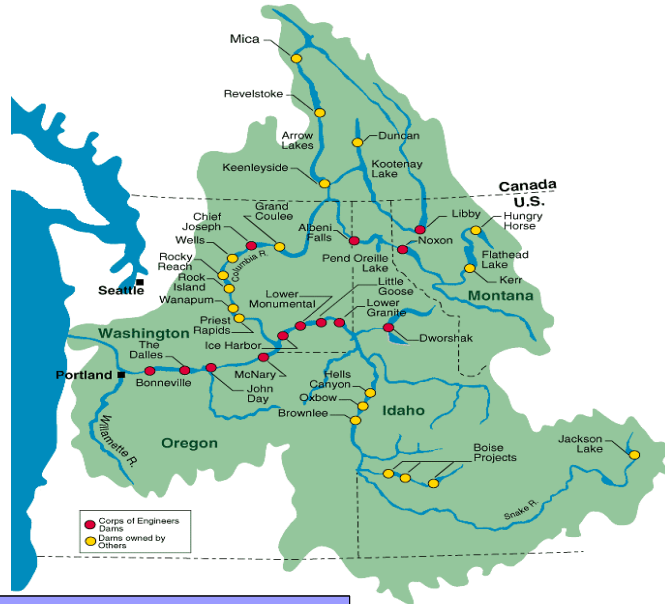 Mica
Revelstoke
Arrow
Lakes
Duncan
Keenleyside
Kootenay
Lake
Canada
U.S.
Grand
Coulee
Chief
Joseph
Albeni
Falls
Libby
Hungry
Horse
Noxon
Wells
Flathead
Lake
Pend Oreille
Lake
Rocky
Reach
Columbia R.
Kerr
Rock
Island
Seattle
Little
Goose
Montana
Wanapum
Lower
Monumental
Lower
Granite
Priest
Rapids
Washington
Ice Harbor
Dworshak
The
Dalles
Portland
Bonneville
McNary
John
Day
Hells
Canyon
Oxbow
Brownlee
Idaho
Willamette R.
Oregon
Boise
Projects
Jackson
Lake
Snake R.
Corps of Engineers
Dams
Dams owned by
Others